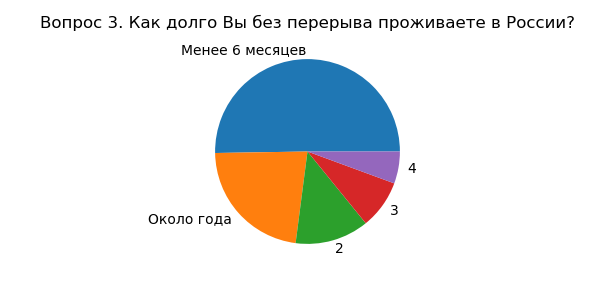 Вопрос 3. Как долго Вы без перерыва проживаете в России?
Менее 6 месяцев
Около года
2
3
4